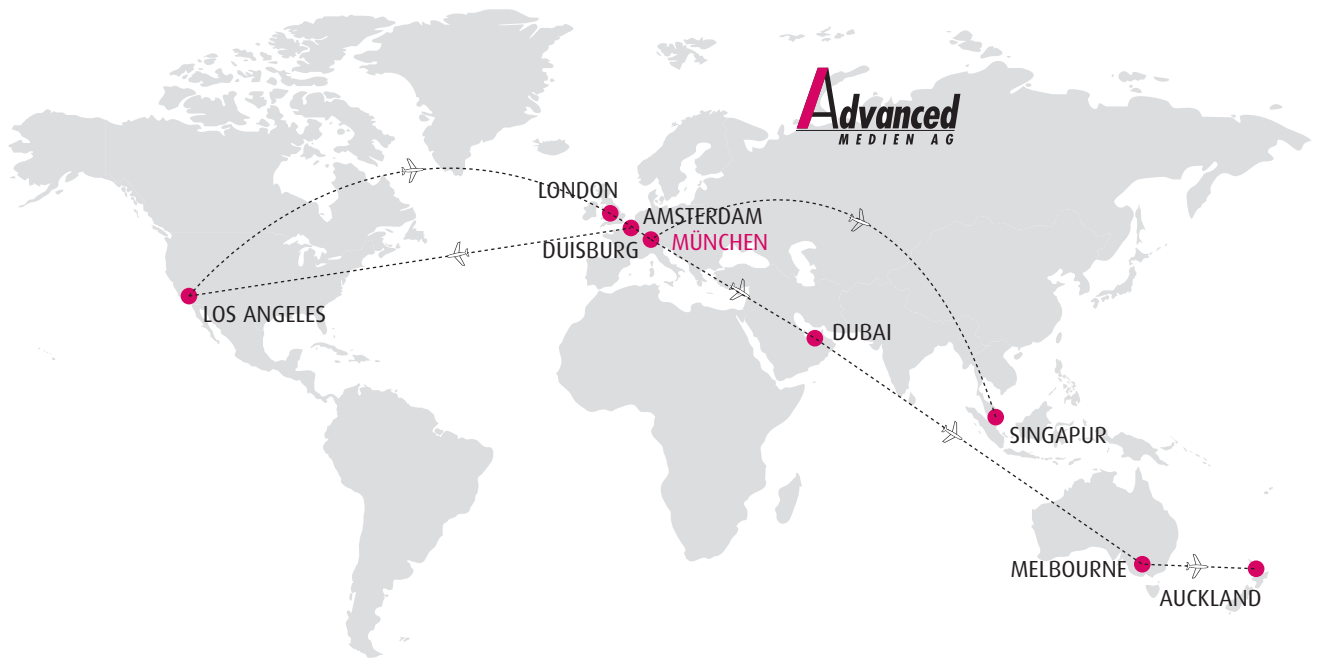 Advanced
MEDIEN AG
LONDON
AMSTERDAM
DUISBURG
MÜNCHEN
LOS ANGELES
DUBAI
SINGAPUR
MELBOURNE
AUCKLAND